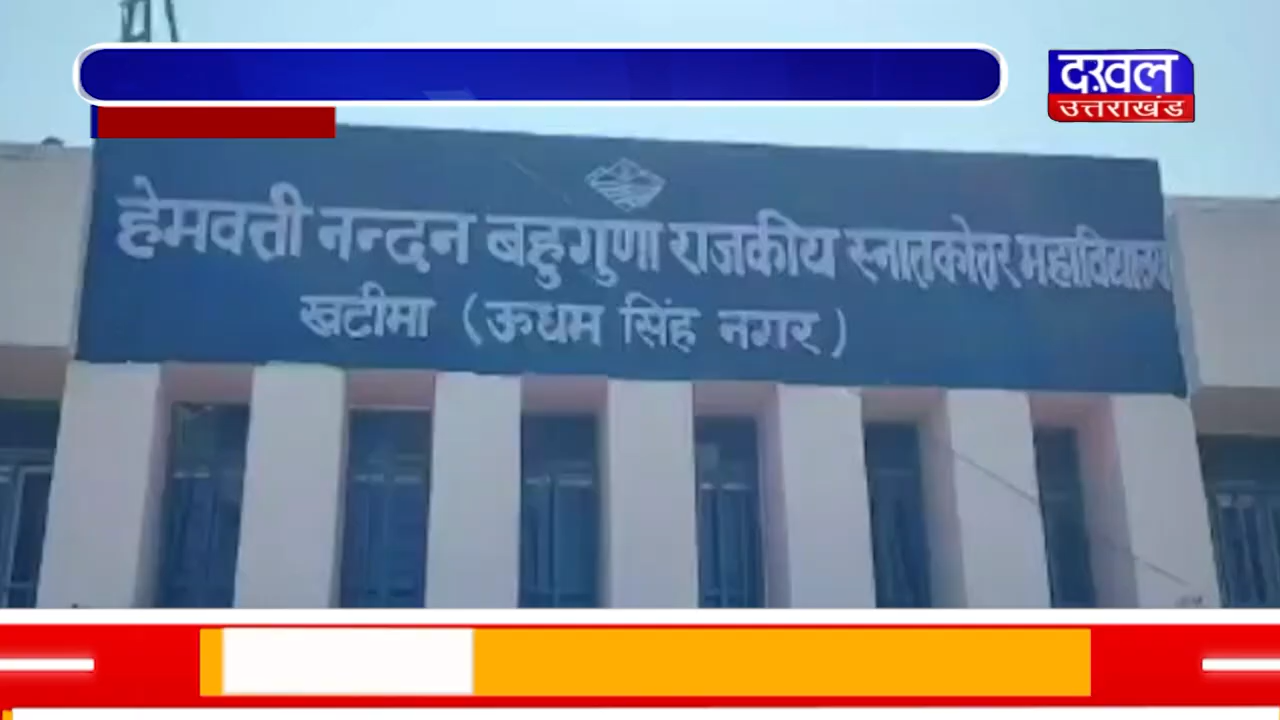 दख़ल
उत्तराखंड
हेमवती नन्दन बहुगुणा राजकीय स्नातकोत्तर महाविद्यालय
खटीमा (ऊधम सिंह नगर)